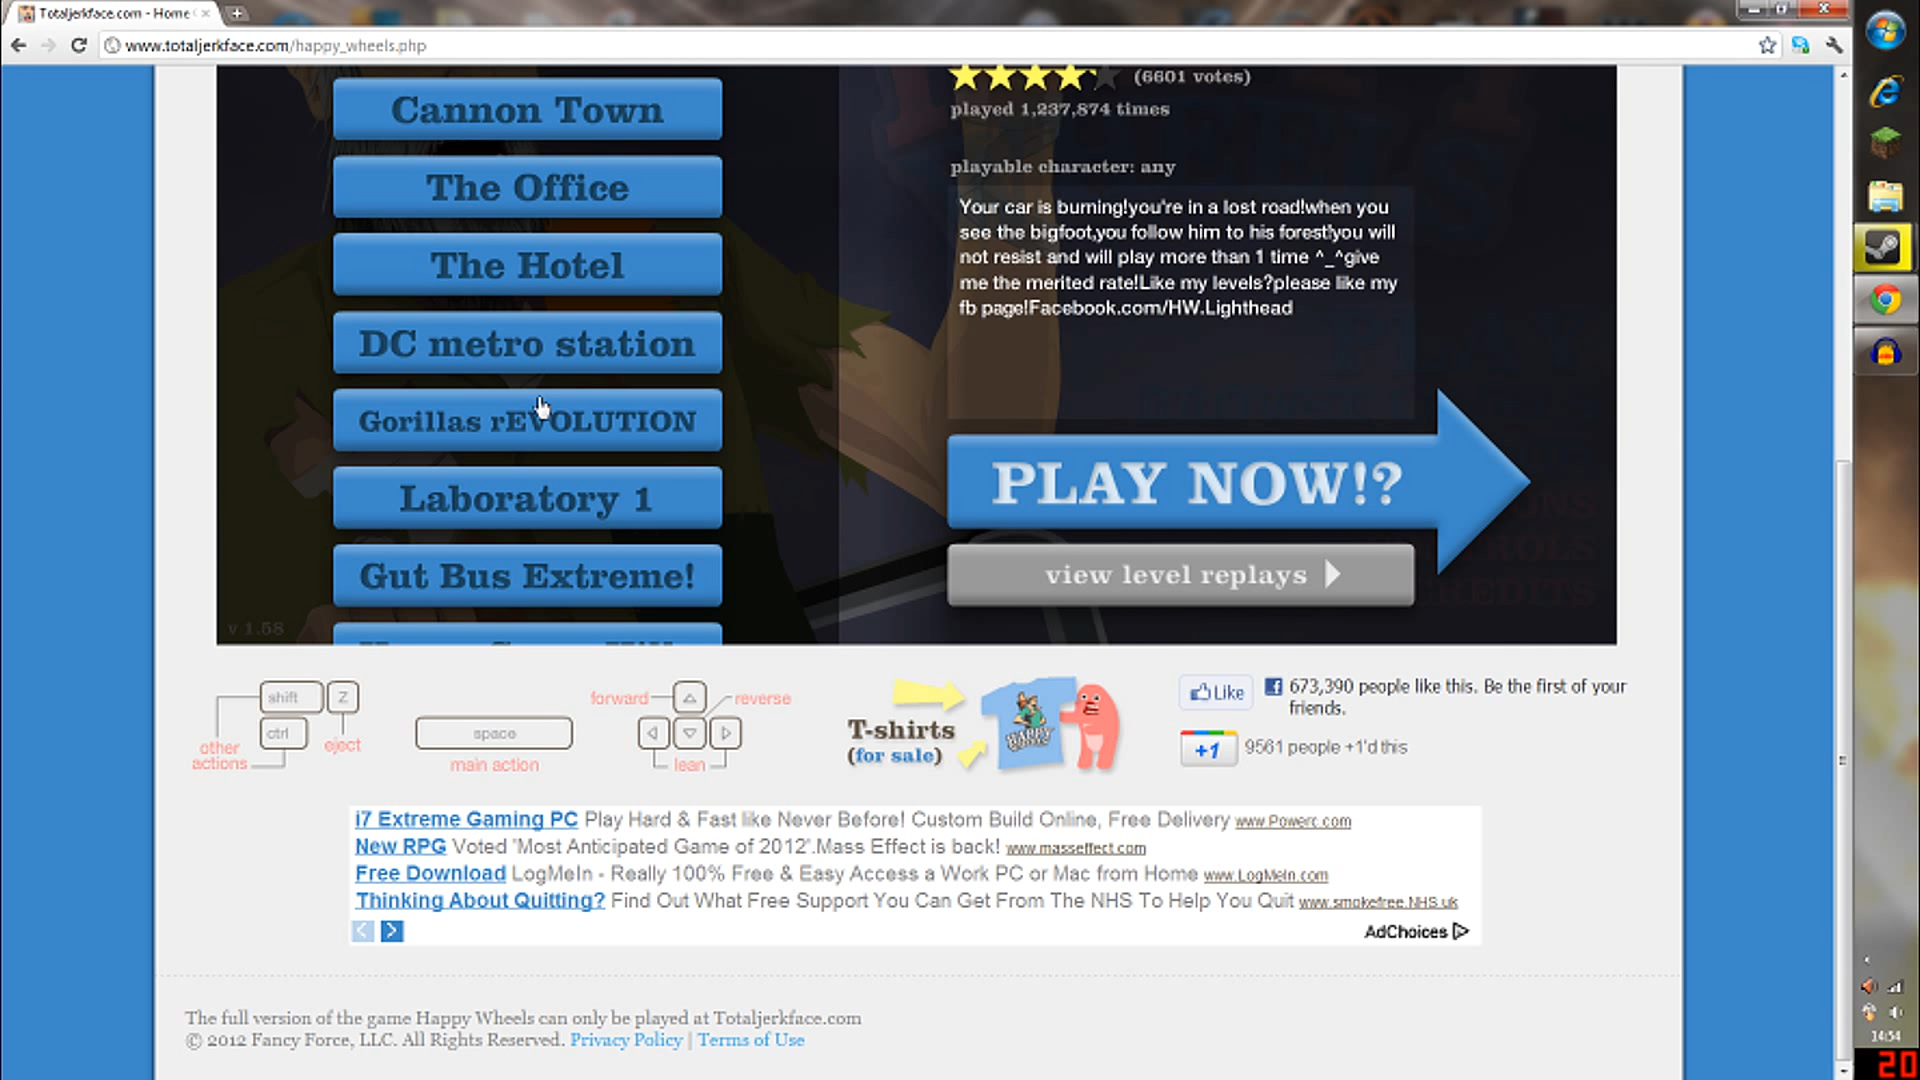 Totaljerkface.com - Home
www.totaljerkface.com/happy_wheels.php
Cannon Town
The Office
The Hotel
DC metro station
Gorillas rEVOLUTION
Laboratory 1
Gut Bus Extreme!
v 1.58
(6601 votes)
played 1,237,874 times
playable character: any
Your car is burning!you're in a lost road!when you
see the bigfoot,you follow him to his forest!you will
not resist and will play more than 1 time ^_^give
me the merited rate!Like my levels?please like my
fb page!Facebook.com/HW.Lighthead
PLAY NOW!?
view level replays
shift
Z
ctrl
other
actions
eject
space
main action
forward
reverse
lean
T-shirts
(for sale)
HAPPY
Like
673,390 people like this. Be the first of your
friends.
+1
9561 people +1'd this
i7 Extreme Gaming PC Play Hard & Fast like Never Before! Custom Build Online, Free Delivery www.Powerc.com
New RPG Voted "Most Anticipated Game of 2012".Mass Effect is back! www.masseffect.com
Free Download LogMeIn - Really 100% Free & Easy Access a Work PC or Mac from Home www.LogMeIn.com
Thinking About Quitting? Find Out What Free Support You Can Get From The NHS To Help You Quit www.smokefree.NHS.uk
AdChoices
The full version of the game Happy Wheels can only be played at Totaljerkface.com
© 2012 Fancy Force, LLC. All Rights Reserved. Privacy Policy | Terms of Use
14:54
20